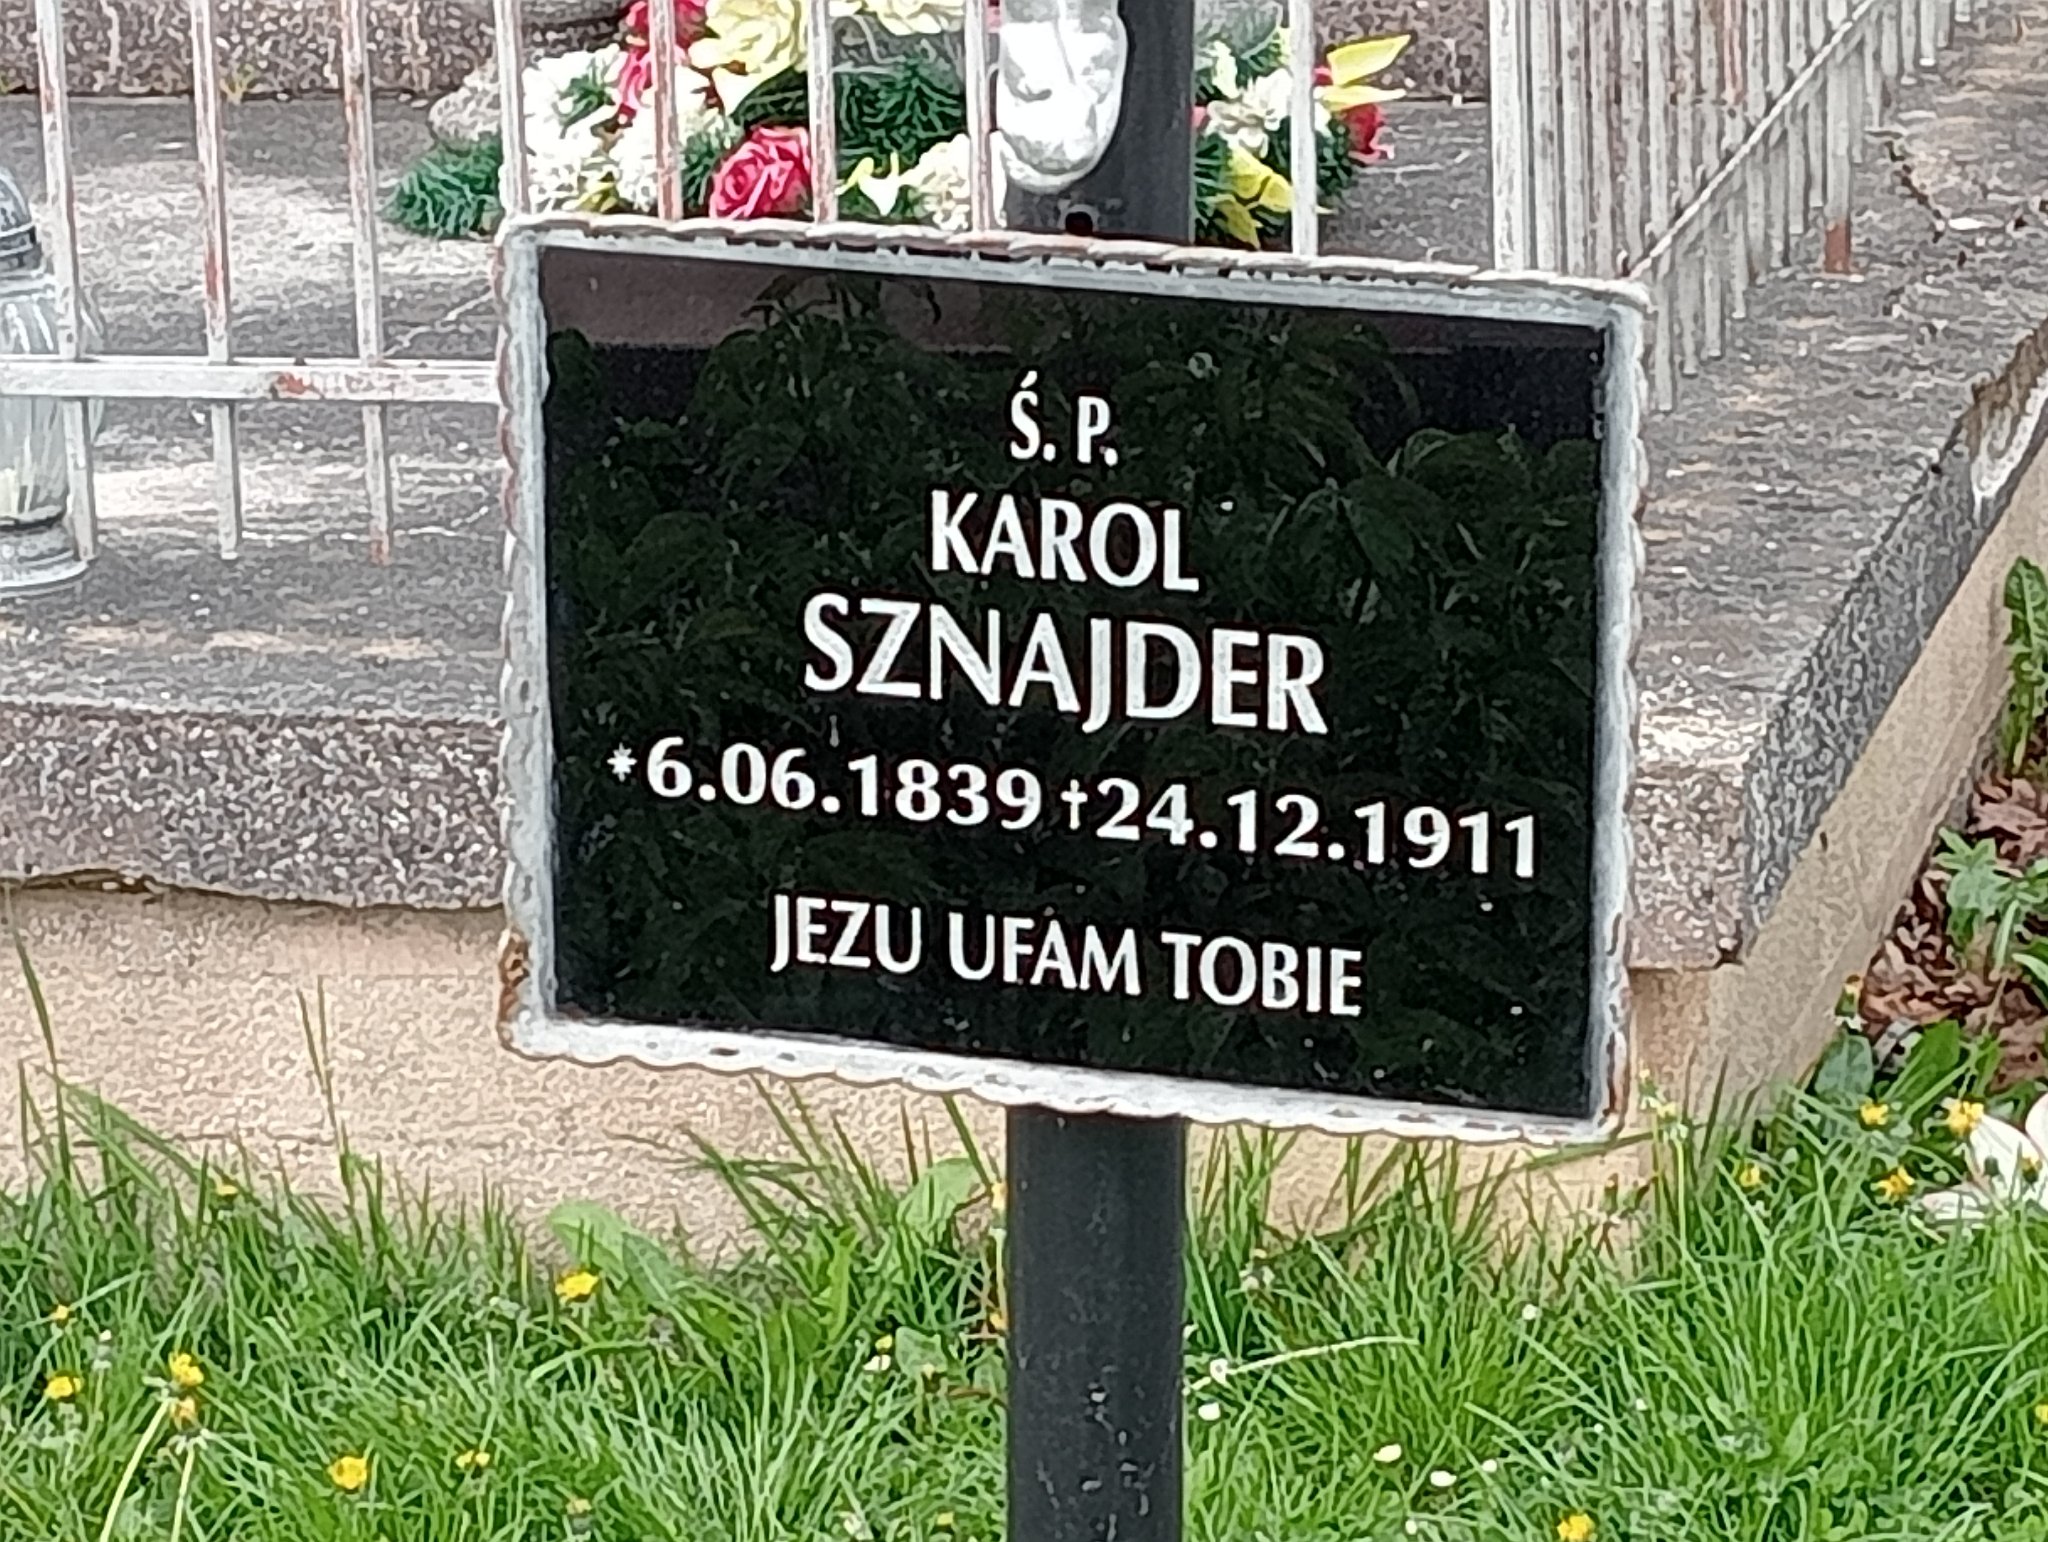 Ś. P.
KAROL
SZNAJDER
*6.06.1839 †24.12.1911
JEZU UFAM TOBIE